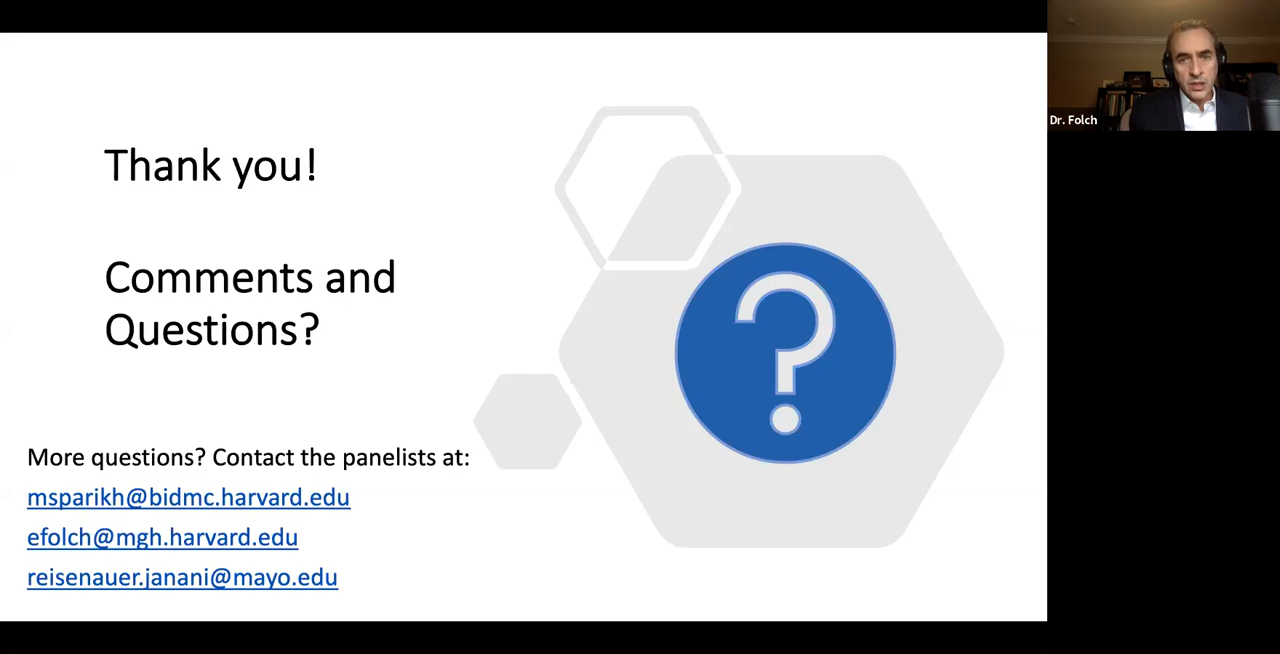 Thank you!
Comments and
Questions?
More questions? Contact the panelists at:
msparikh@bidmc.harvard.edu
efolch@mgh.harvard.edu
reisenauer.janani@mayo.edu
Dr. Folch